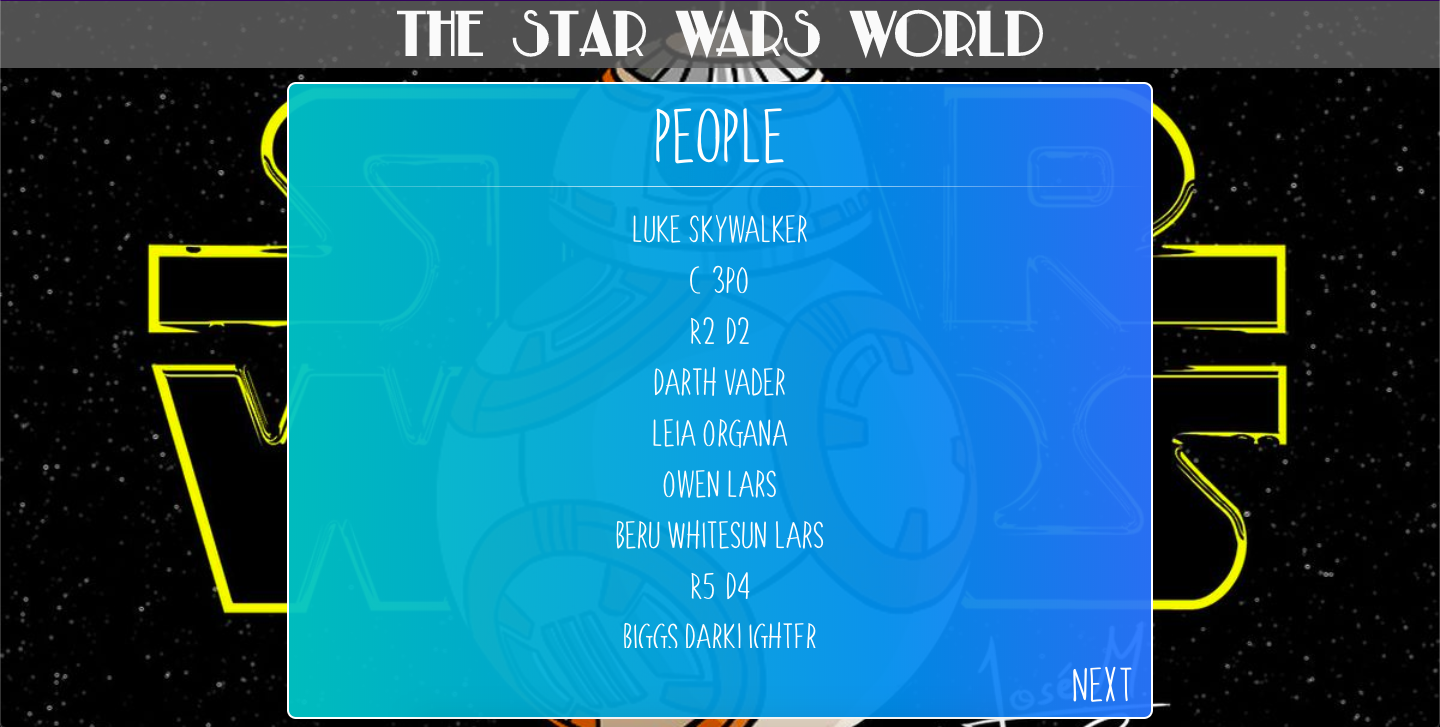 THE STAR WARS WORLD
PEOPLE
LUKE SKYWALKER
C 3PO
R2 D2
DARTH VADER
LEIA ORGANA
OWEN LARS
BERU WHITESUN LARS
R5 D4
BIGGS DARKLIGHTER
NEXT
José M